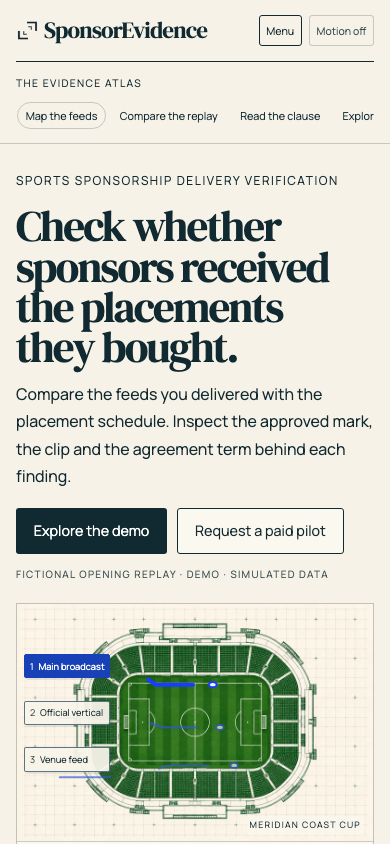 SponsorEvidence
Menu
Motion off
THE EVIDENCE ATLAS
Map the feeds
Compare the replay
Read the clause
Explor
SPORTS SPONSORSHIP DELIVERY VERIFICATION
Check whether
sponsors received
the placements
they bought.
Compare the feeds you delivered with the
placement schedule. Inspect the approved mark,
the clip and the agreement term behind each
finding.
Explore the demo
Request a paid pilot
FICTIONAL OPENING REPLAY · DEMO · SIMULATED DATA
1 Main broadcast
2 Official vertical
3 Venue feed
MERIDIAN COAST CUP